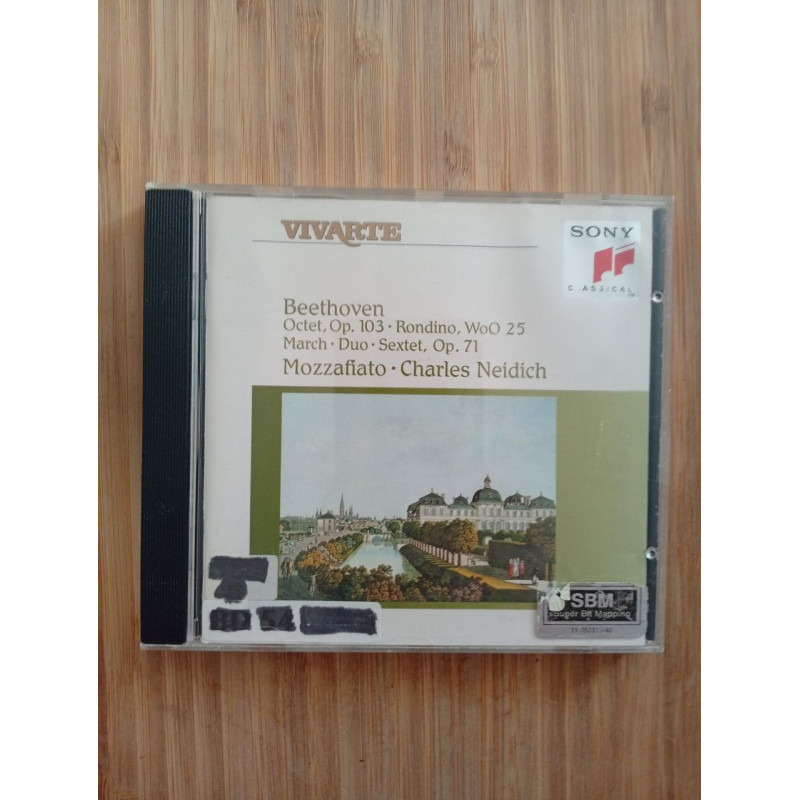 VIVARTE
SONY
CLASSICAL
Beethoven
Octet, Op. 103 · Rondino, WoO 25
March · Duo · Sextet, Op. 71
Mozzafiato · Charles Neidich
SBM
Super Bit Mapping